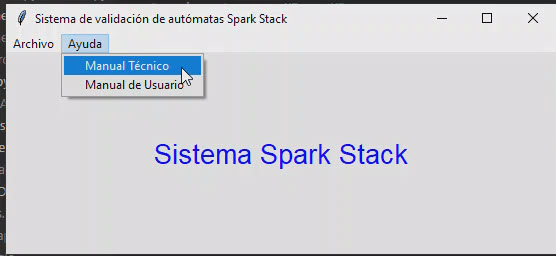 Sistema de validación de autómatas Spark Stack
Archivo Ayuda
Manual Técnico
Manual de Usuario
Sistema Spark Stack